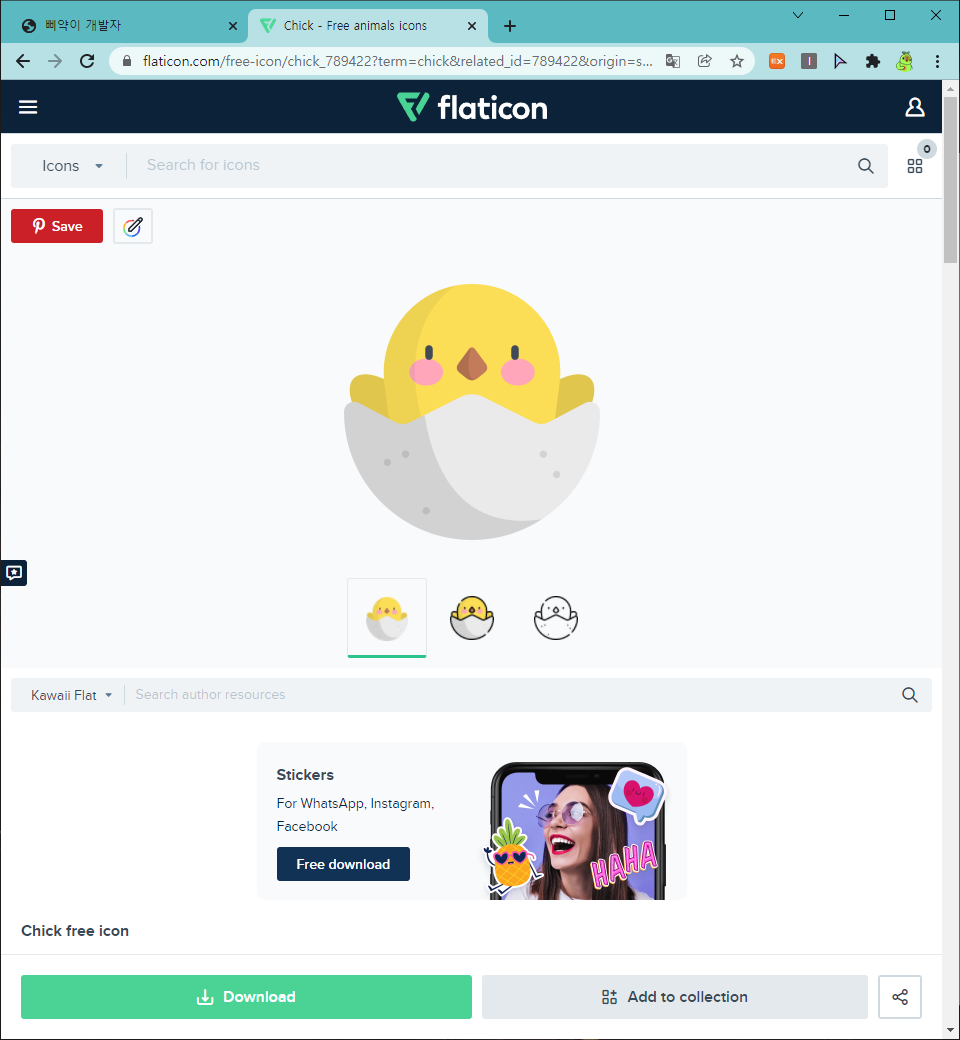 삐약이 개발자
Chick - Free animals icons
flaticon.com/free-icon/chick_789422?term=chick&related_id=789422&origin=s...
EX
I
flaticon
Icons
Search for icons
0
Save
Kawaii Flat
Search author resources
Stickers
For WhatsApp, Instagram,
Facebook
Free download
HAHA
Chick free icon
Download
Add to collection